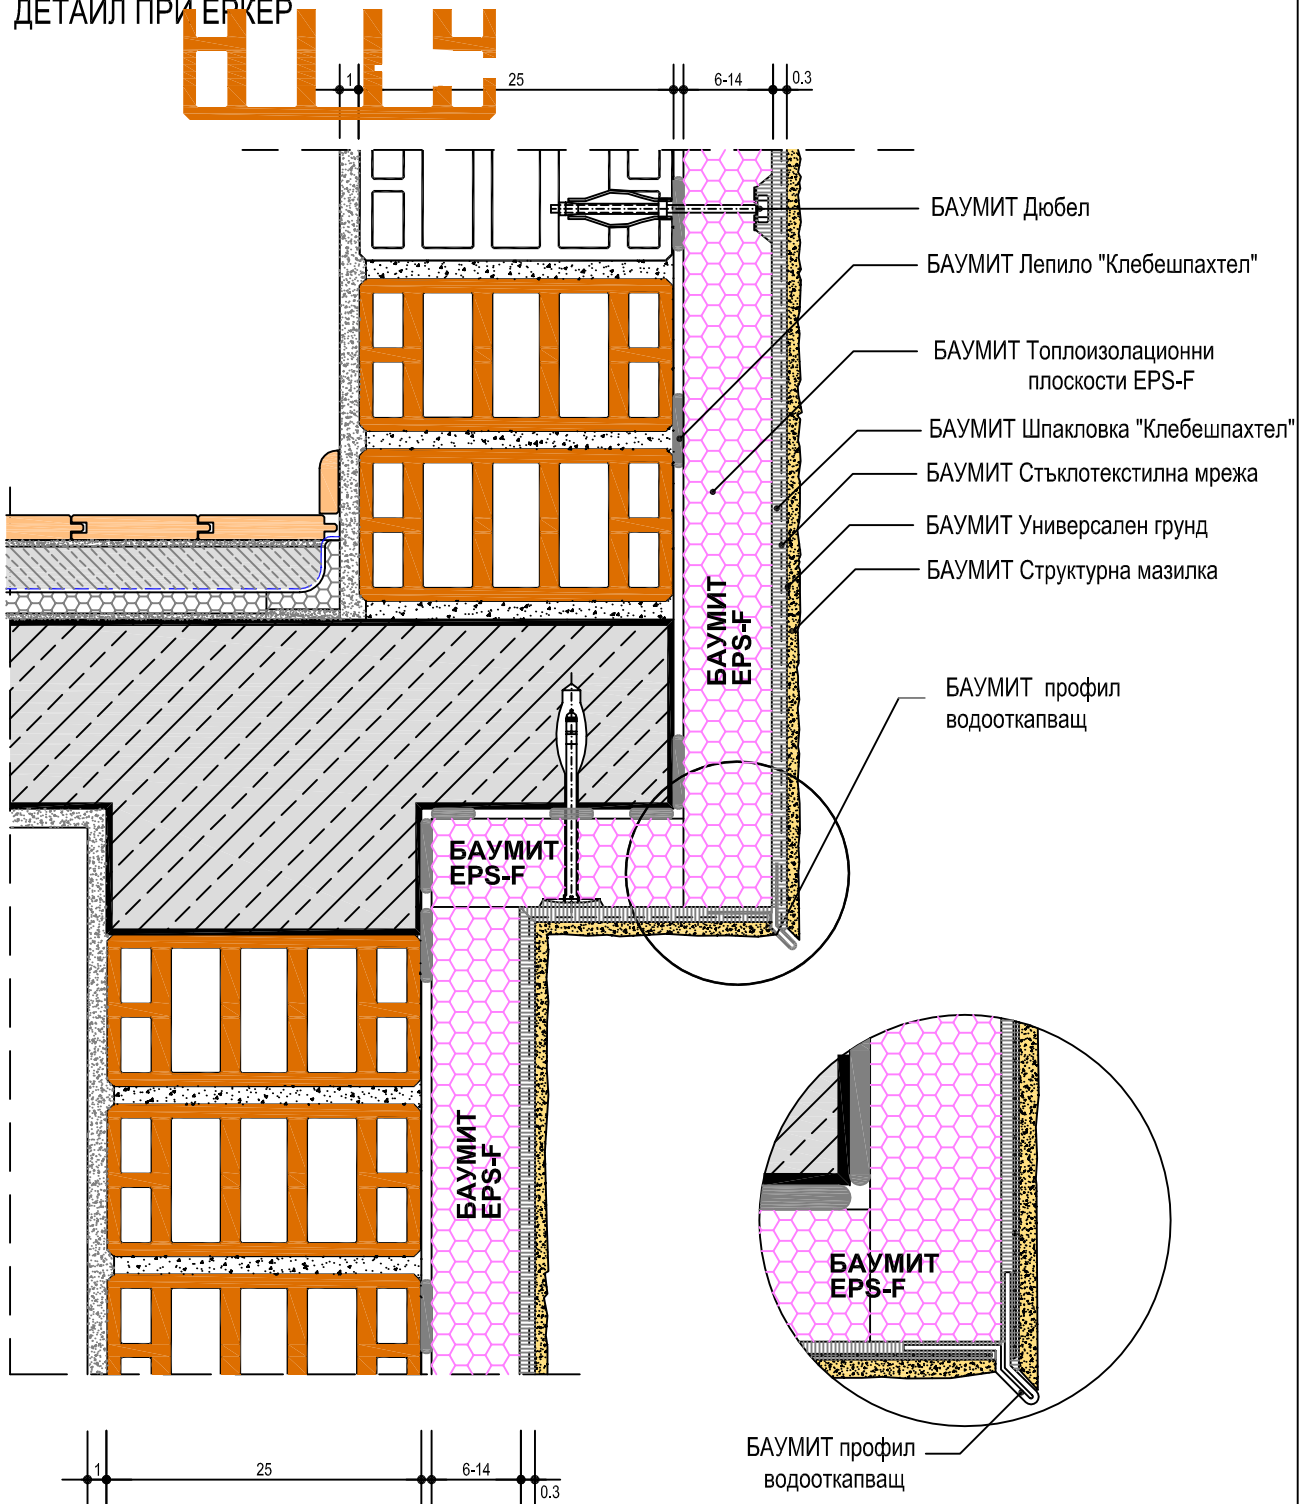 ДЕТАЙЛ ПРИ ЕРКЕР
1 25 6-14 0.3
БАУМИТ Дюбел
БАУМИТ Лепило "Клебешпахтел"
БАУМИТ Топлоизолационни
плоскости EPS-F
БАУМИТ Шпакловка "Клебешпахтел"
БАУМИТ Стъклотекстилна мрежа
БАУМИТ Универсален грунд
БАУМИТ Структурна мазилка
БАУМИТ
EPS-F
БАУМИТ профил
водооткапващ
БАУМИТ
EPS-F
БАУМИТ
EPS-F
БАУМИТ
EPS-F
БАУМИТ профил
водооткапващ
1 25 6-14 0.3